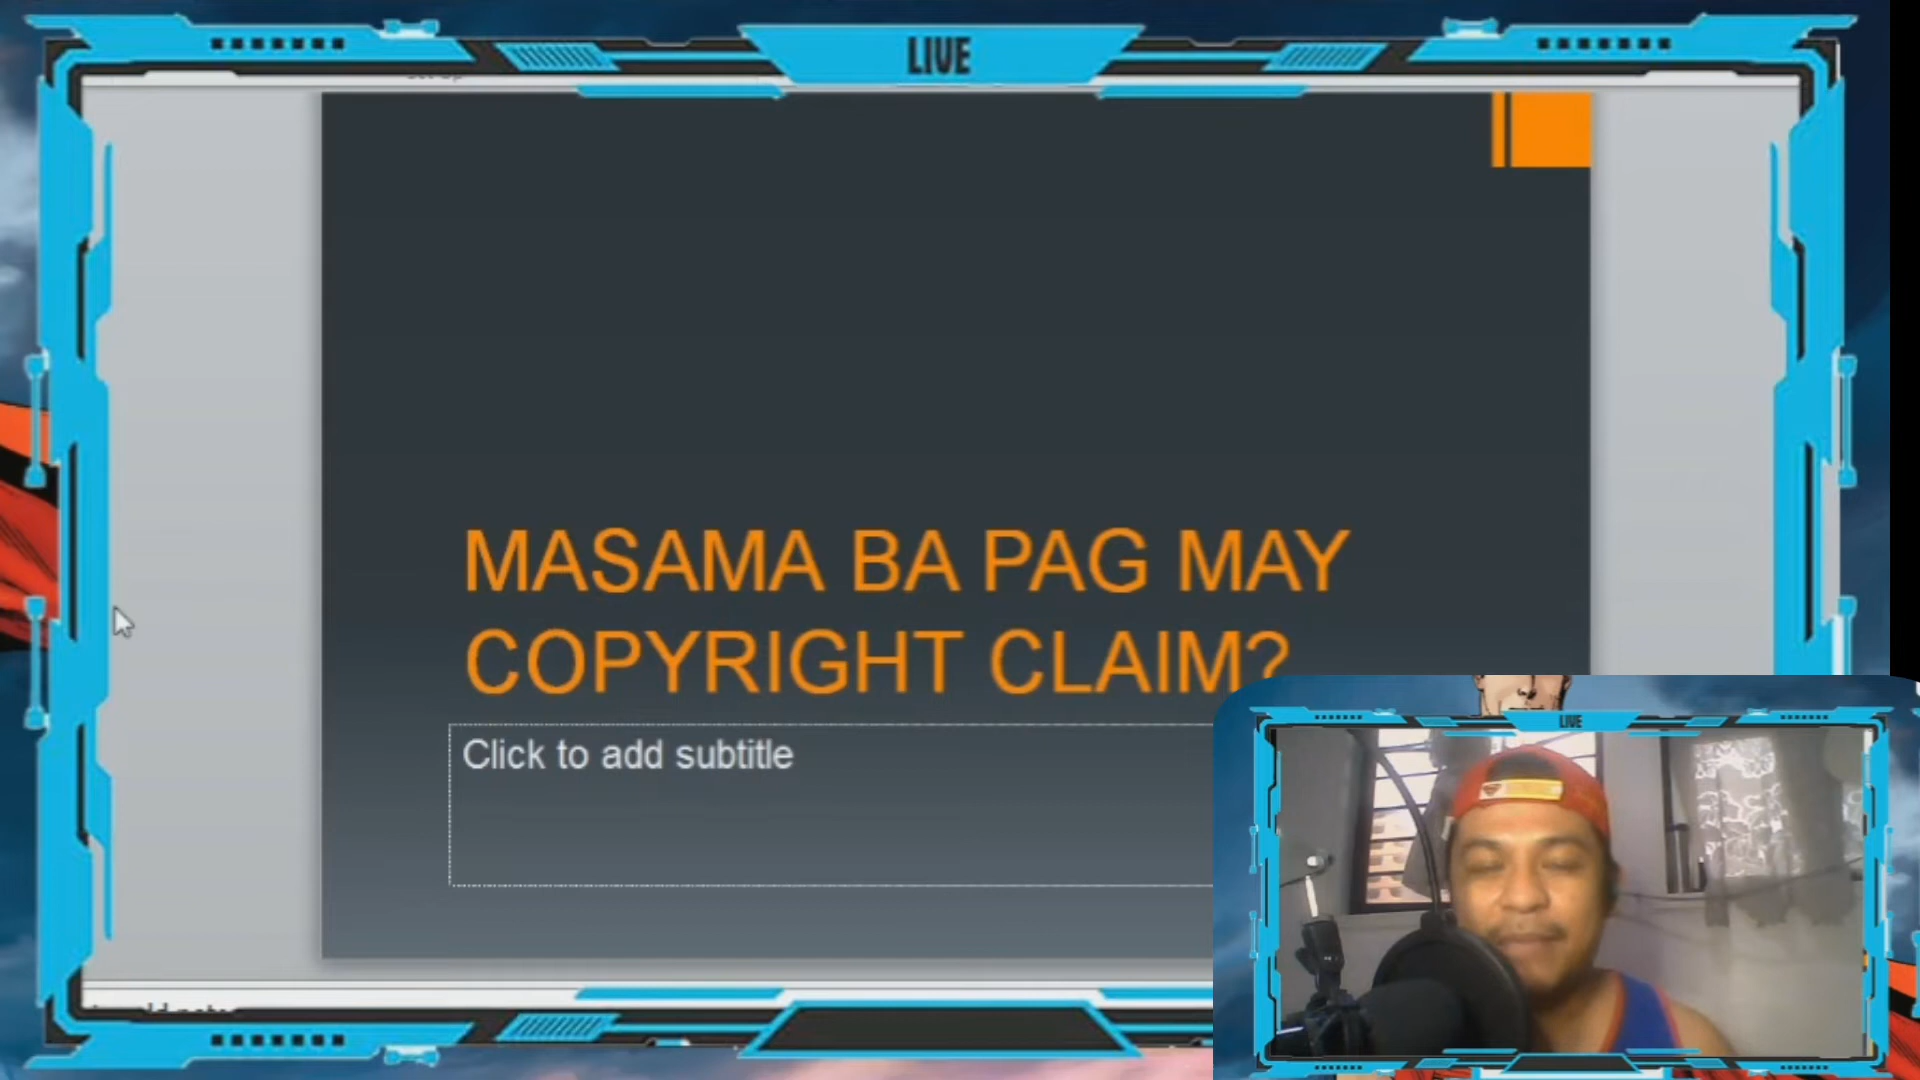 LIVE
MASAMA BA PAG MAY
COPYRIGHT CLAIM?
Click to add subtitle
LIVE